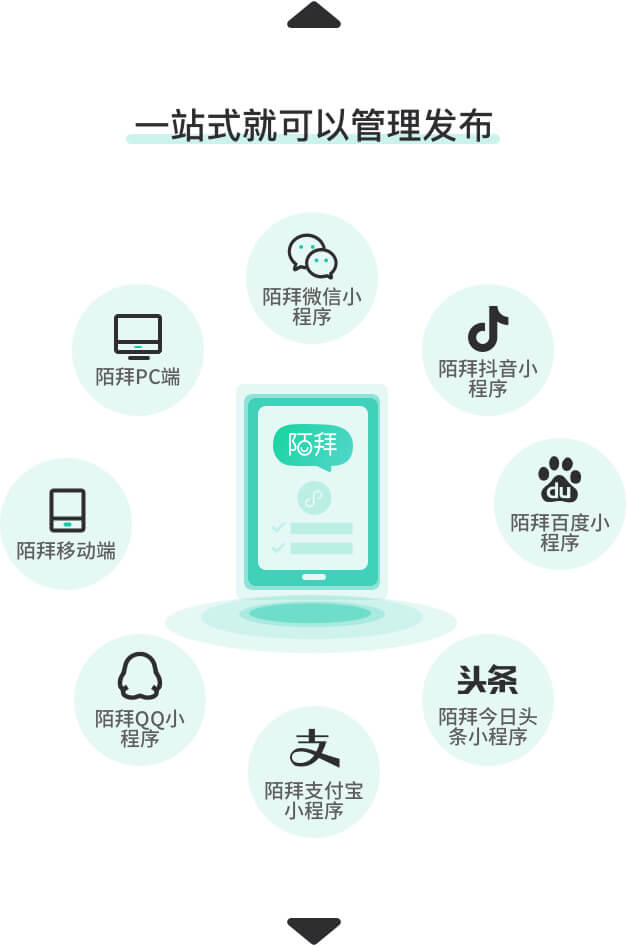 一站式就可以管理发布
陌拜微信小
程序
陌拜PC端
陌拜抖音小
程序
陌拜
陌拜移动端
du
陌拜百度小
程序
陌拜QQ小
程序
支
陌拜支付宝
小程序
头条
陌拜今日头
条小程序